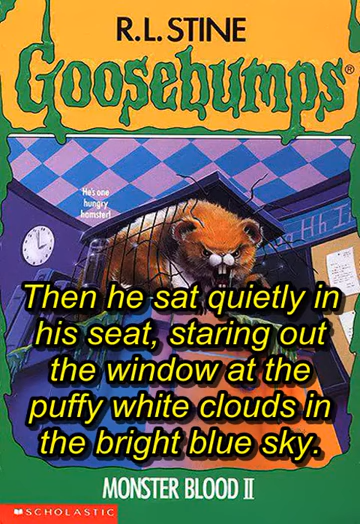 R.L. STINE
Goosebumps®
He's one
hungry
hamster!
Hh I
Then he sat quietly in
his seat, staring out
the window at the
puffy white clouds in
the bright blue sky.
MONSTER BLOOD II
SCHOLASTIC